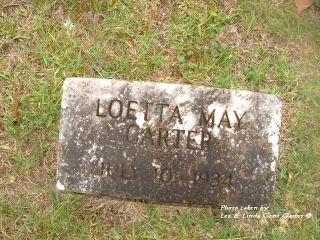 LOETTA MAY
CARTER
JULY 10, 1934
Photo taken by
Lee & Linda Gene Carter ©